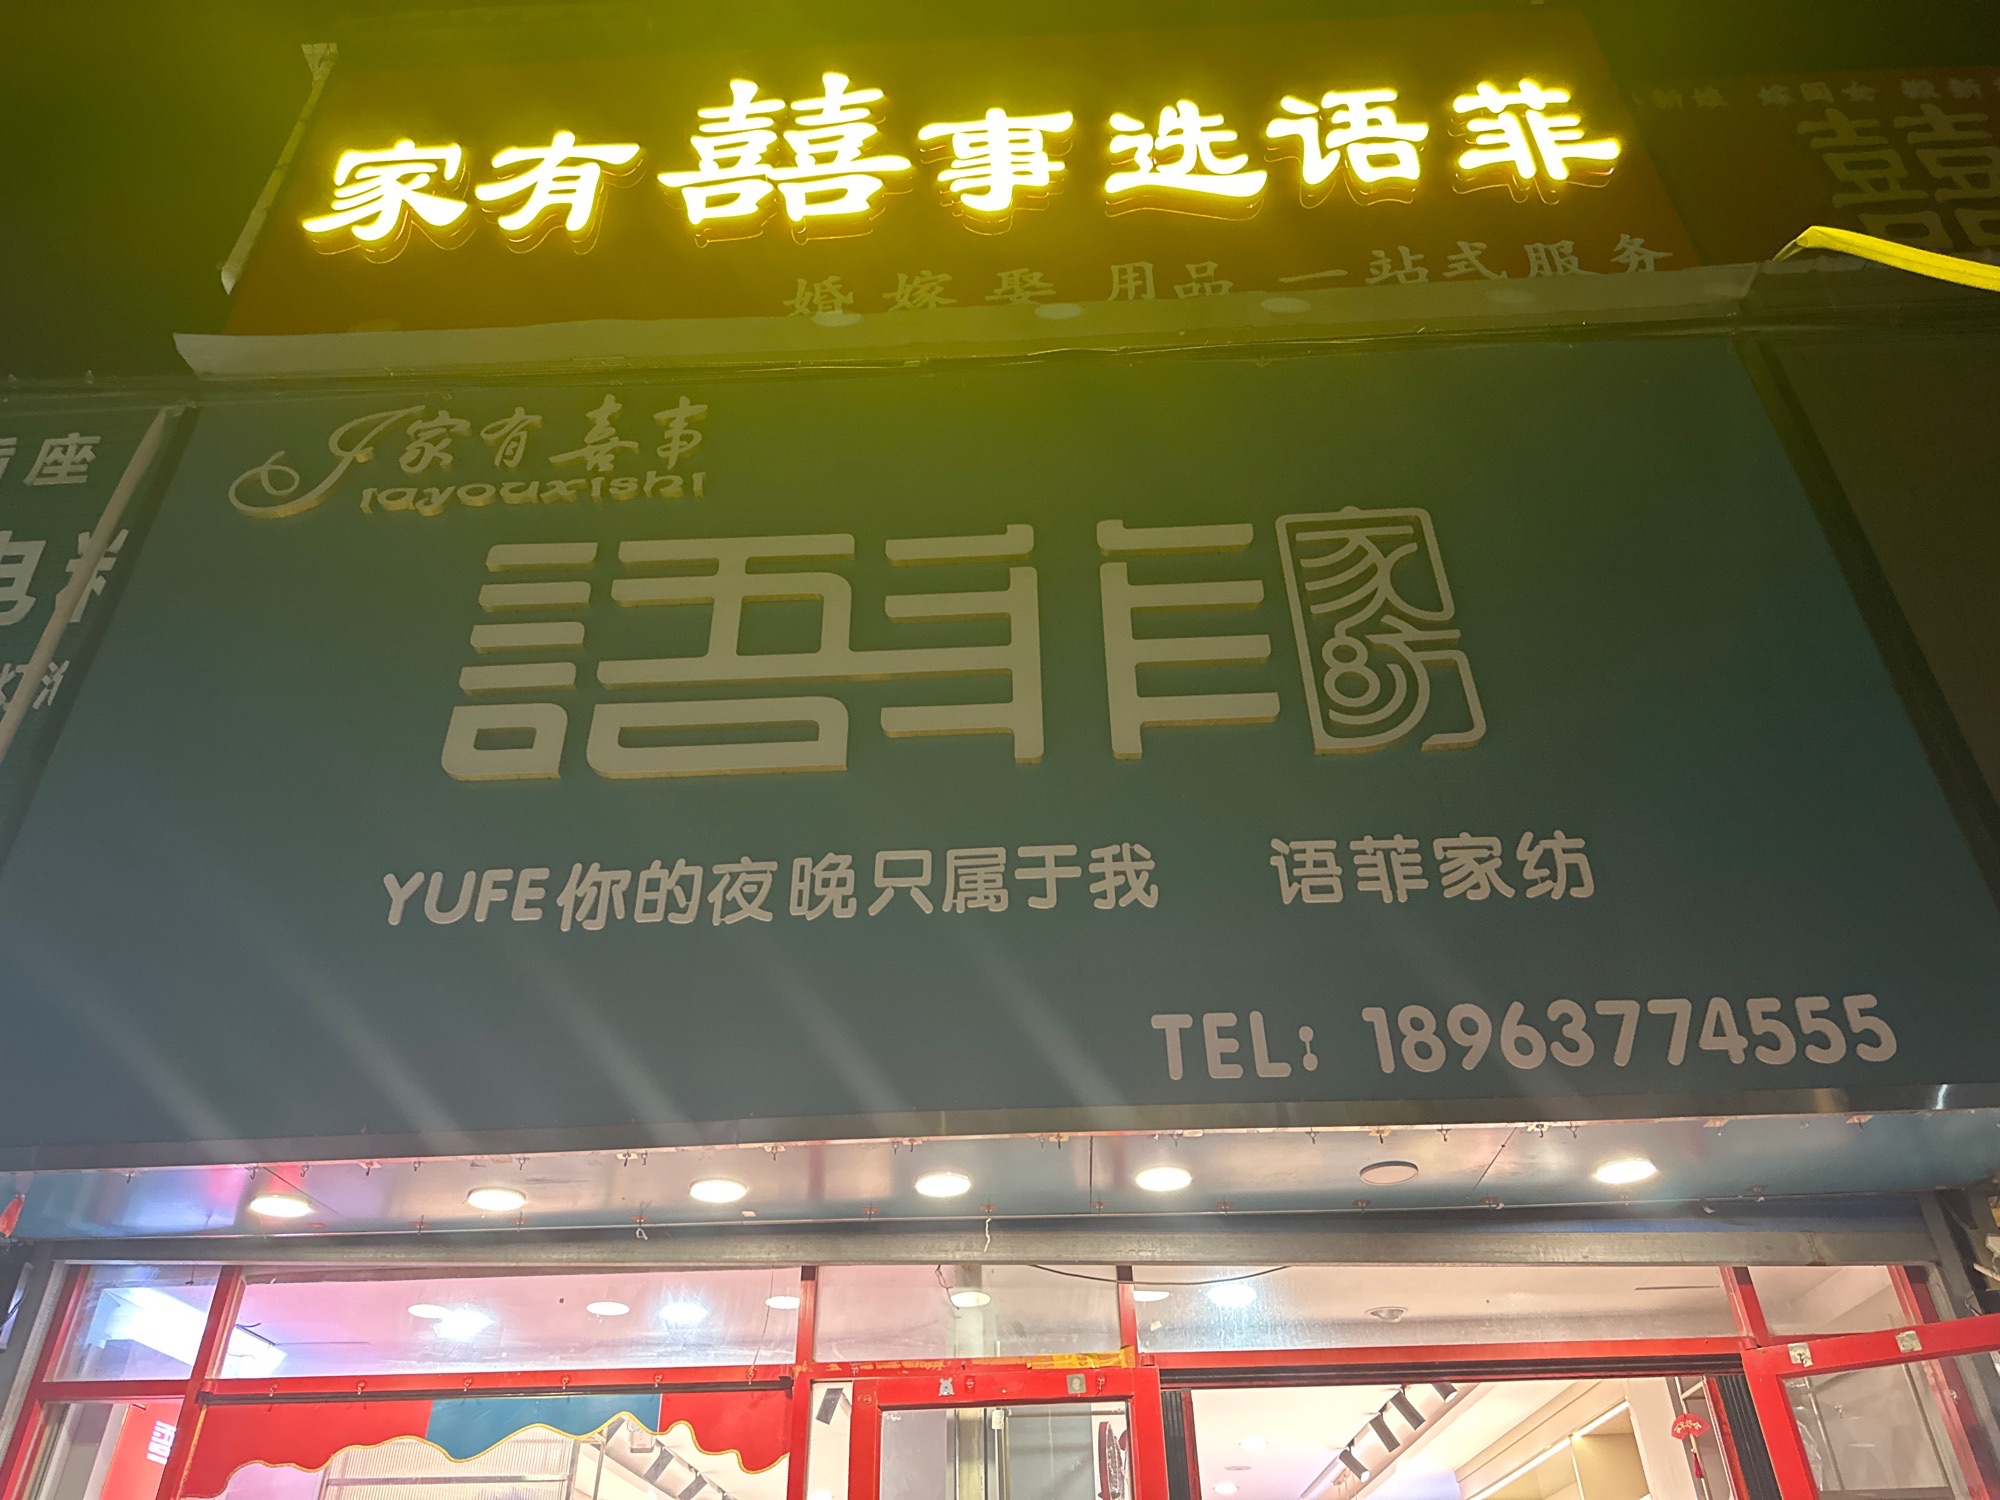 家有囍事选语菲
婚嫁娶用品一站式服务
囍
家有喜事
Jiayouxishi
語菲家纺
YUFE你的夜晚只属于我 语菲家纺
TEL: 18963774555
座